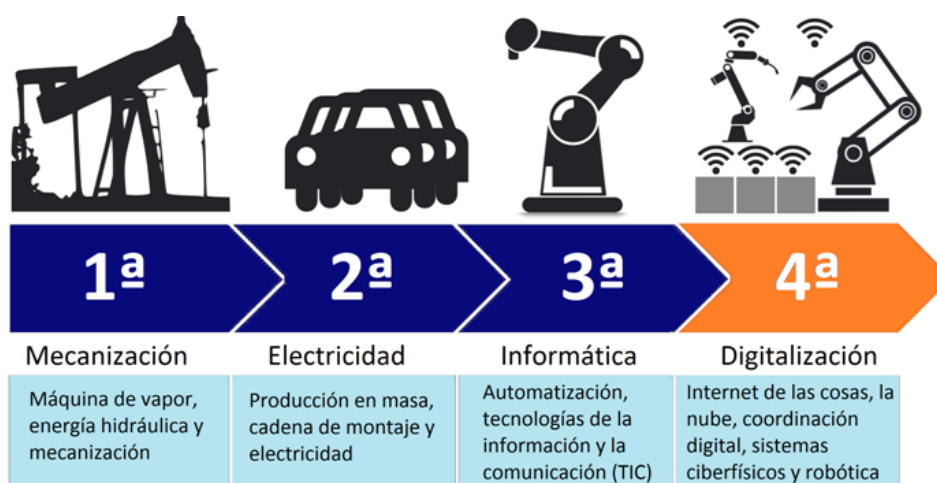 1ª
2ª
3ª
4ª
Mecanización
Electricidad
Informática
Digitalización
Máquina de vapor,
energía hidráulica y
mecanización
Producción en masa,
cadena de montaje y
electricidad
Automatización,
tecnologías de la
información y la
comunicación (TIC)
Internet de las cosas, la
nube, coordinación
digital, sistemas
ciberfísicos y robótica